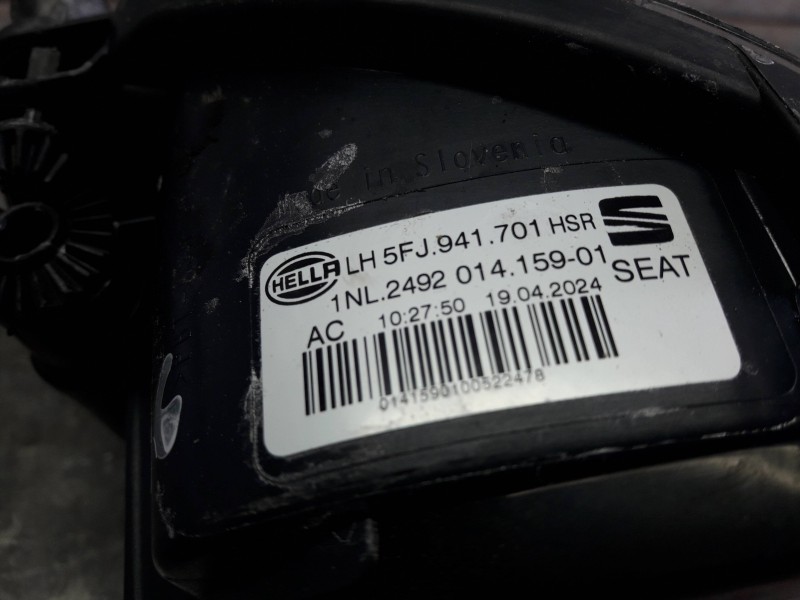 in Slovenia
HELLA LH 5FJ.941.701 HSR
1NL.2492 014.159-01 SEAT
AC 10:27:50 19.04.2024
0141590100522478